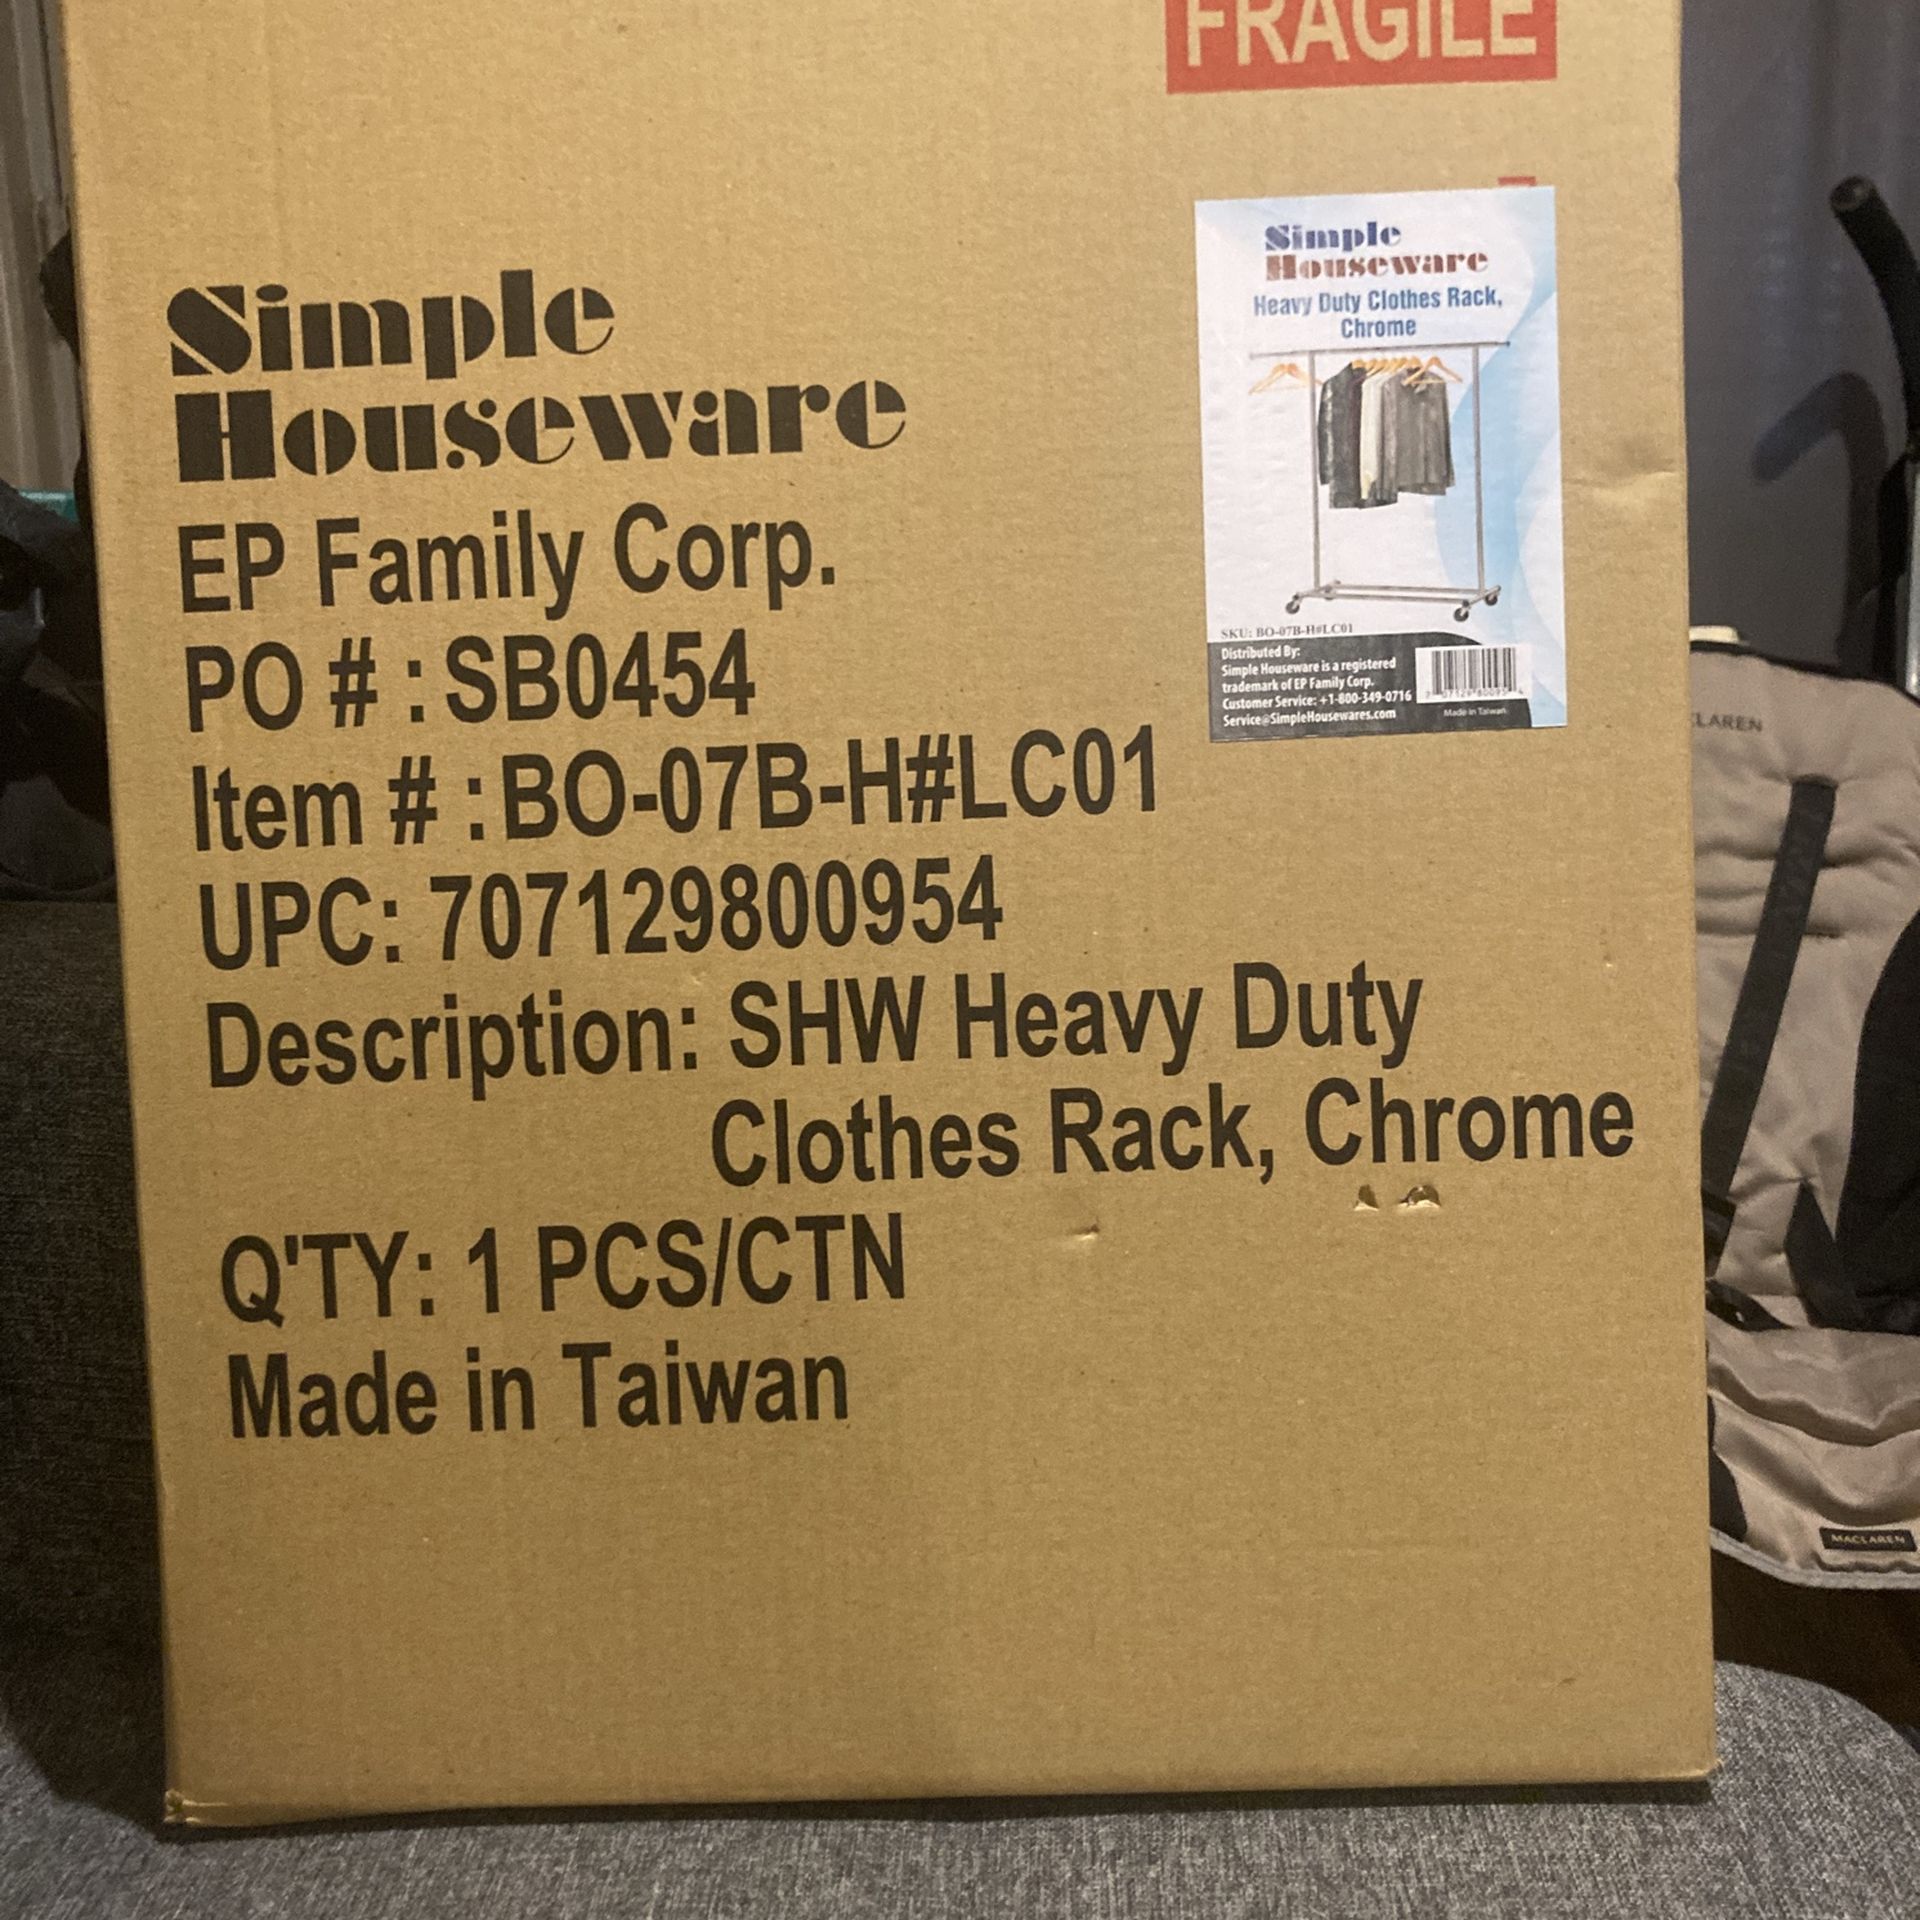 FRAGILE
Simple
Houseware
EP Family Corp.
PO # : SB0454
Item # : BO-07B-H#LC01
UPC: 707129800954
Description: SHW Heavy Duty
Clothes Rack, Chrome
Q'TY: 1 PCS/CTN
Made in Taiwan
Simple
Houseware
Heavy Duty Clothes Rack,
Chrome
SKU: BO-07B-H#LC01
Distributed By:
Simple Houseware is a registered
trademark of EP Family Corp.
Customer Service: +1-800-349-0716
Service@SimpleHousewares.com
Made in Taiwan
LAREN
MACLAREN